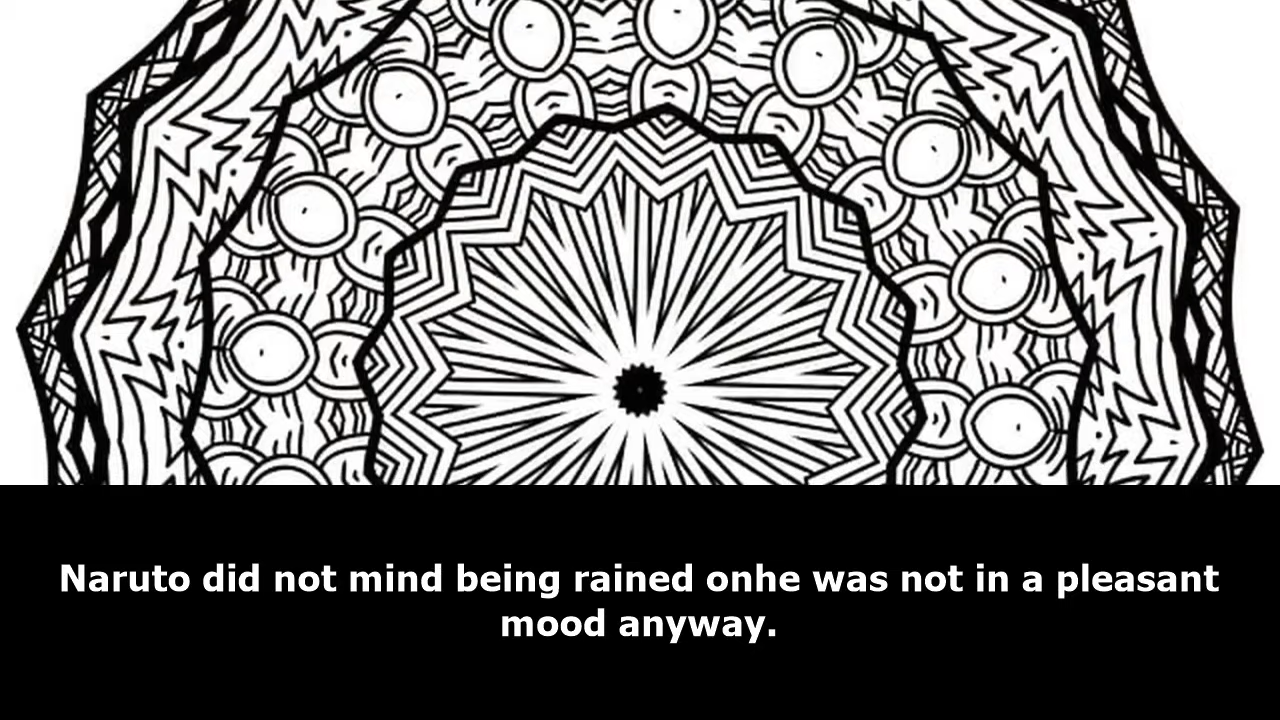 Naruto did not mind being rained onhe was not in a pleasant
mood anyway.